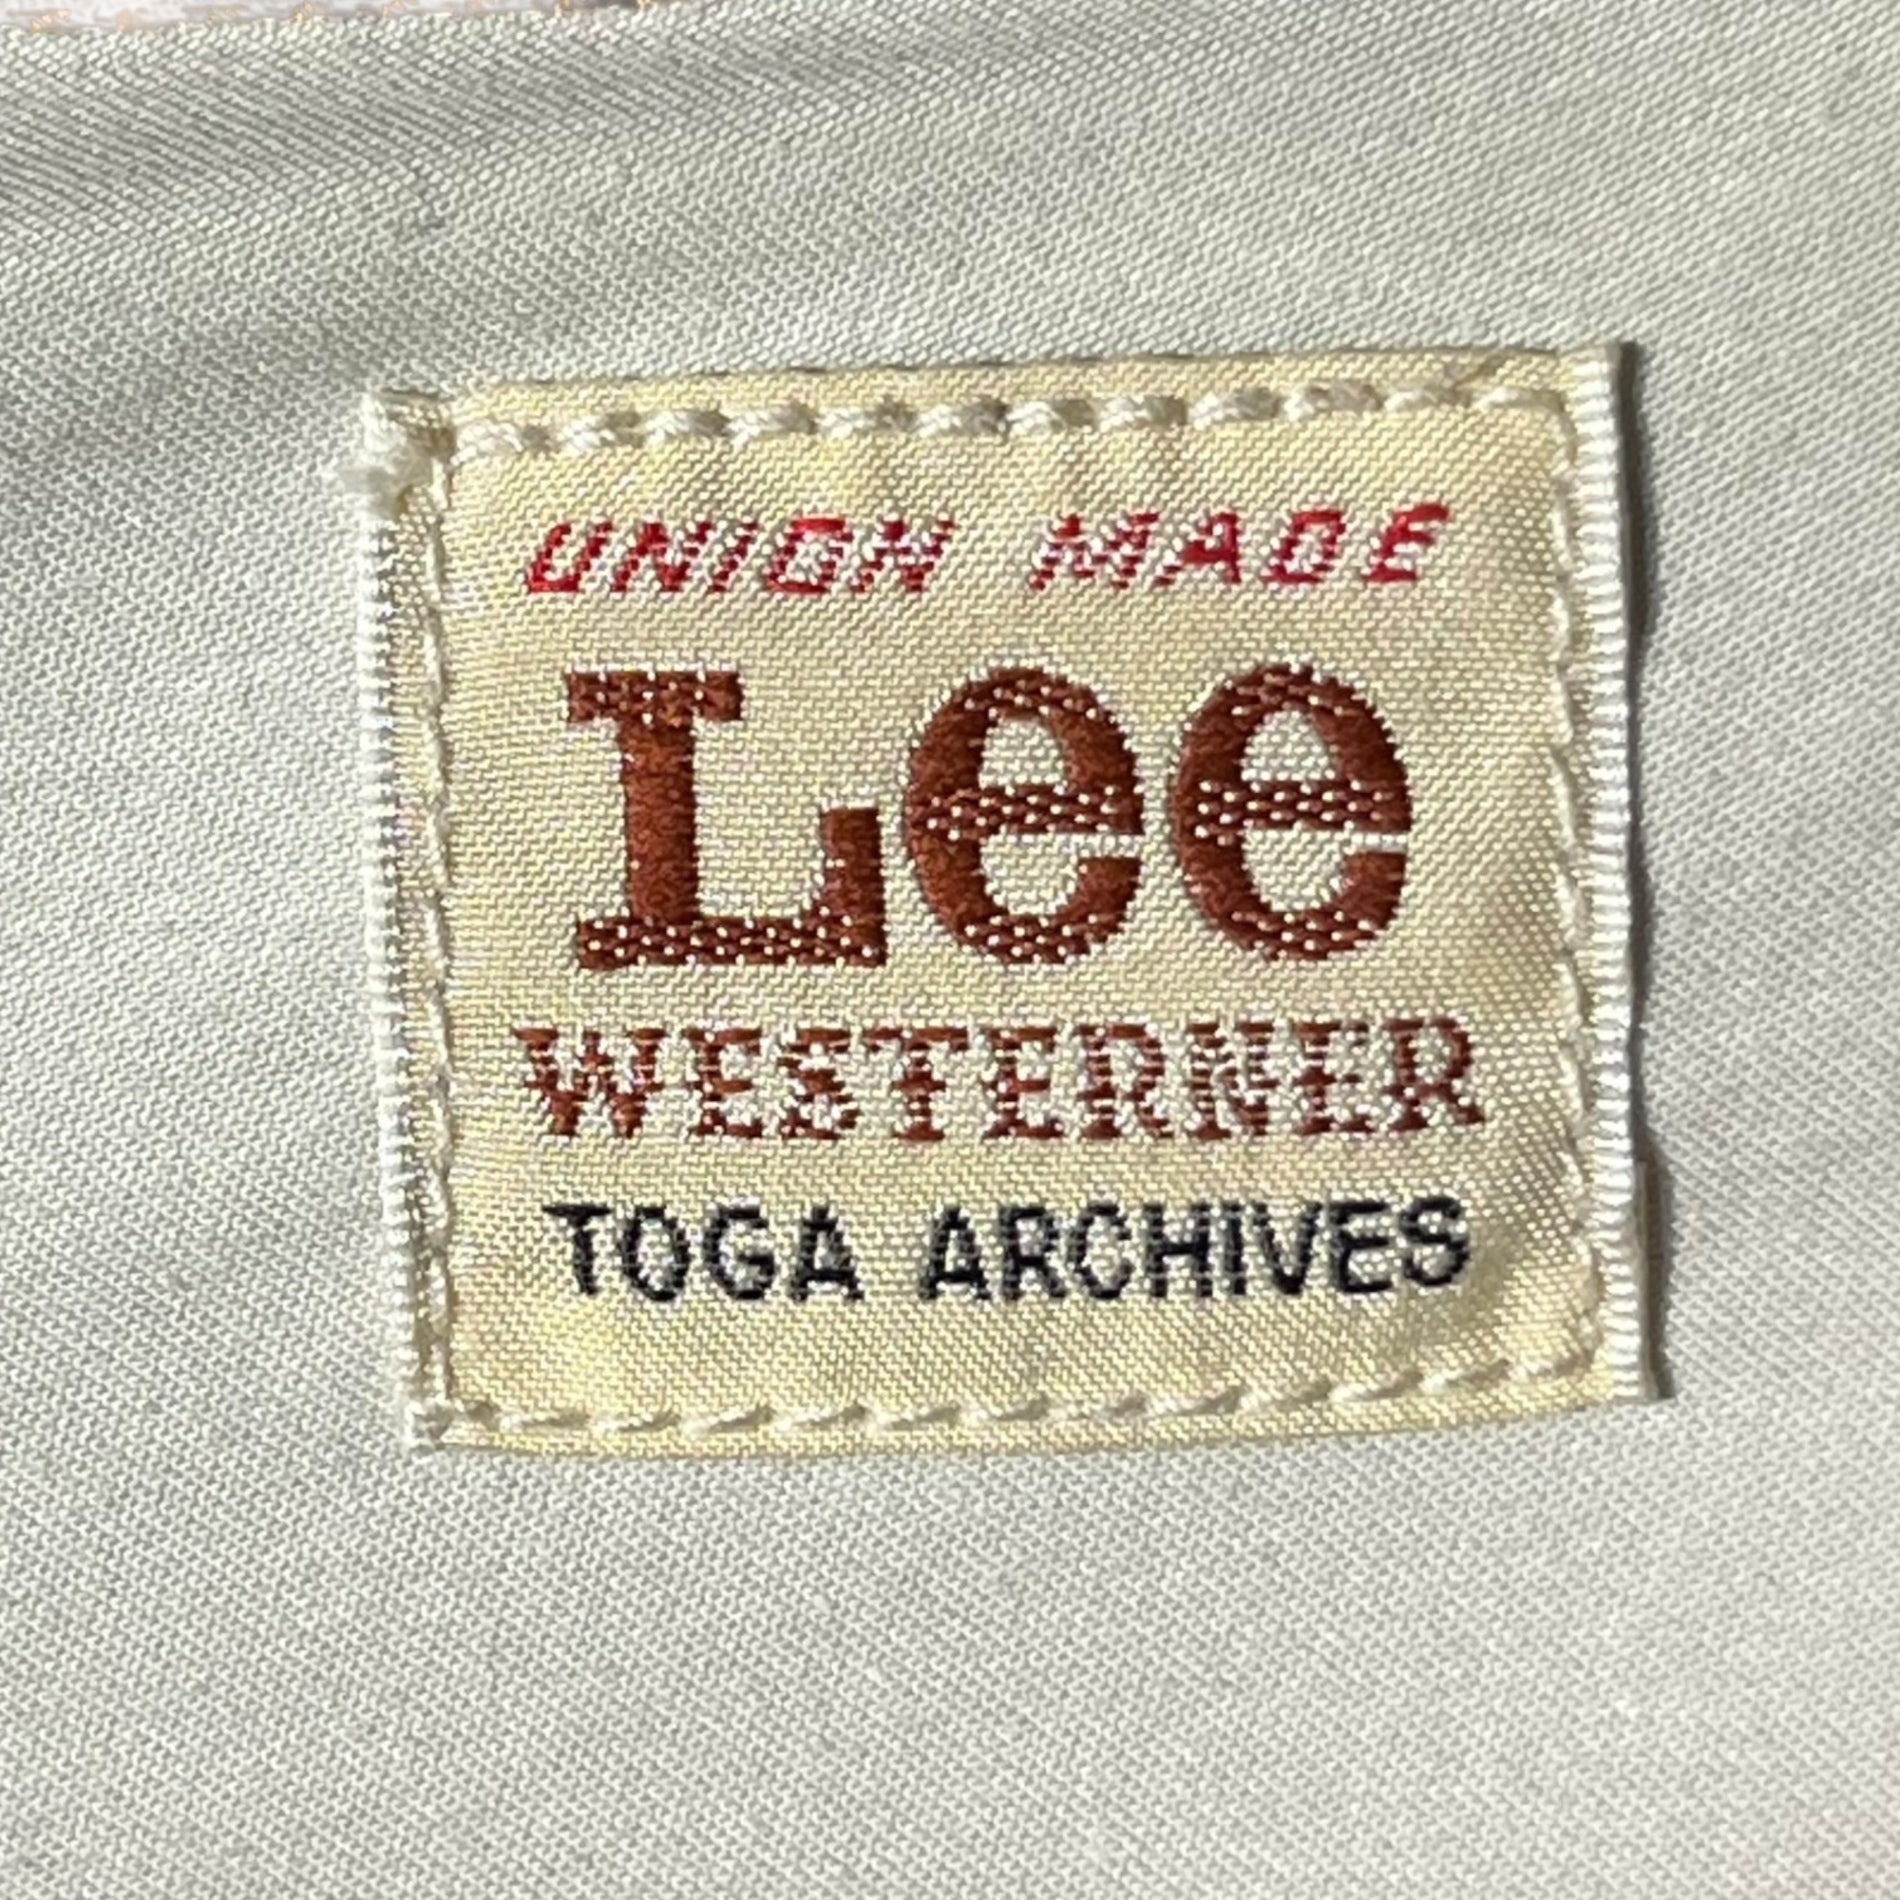 UNION MADE
Lee
WESTERNER
TOGA ARCHIVES